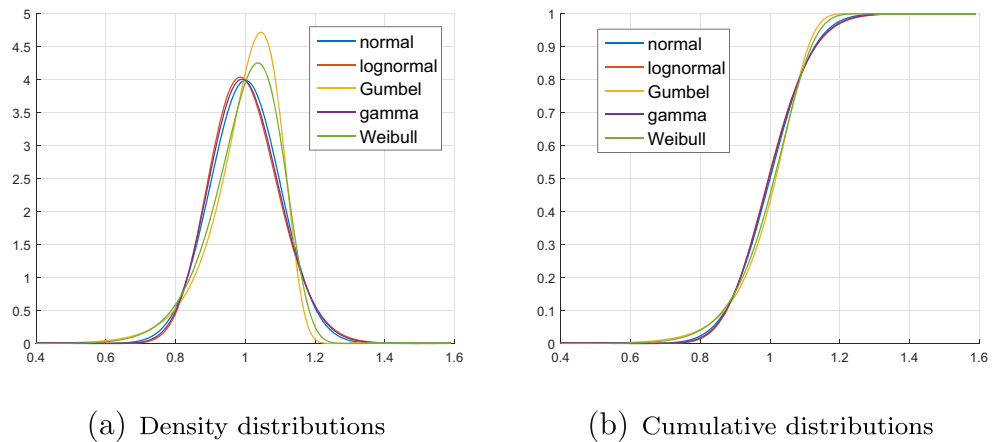 5
4.5
4
3.5
3
2.5
2
1.5
1
0.5
0
0.4 0.6 0.8 1 1.2 1.4 1.6
normal
lognormal
Gumbel
gamma
Weibull
(a) Density distributions
1
0.9
0.8
0.7
0.6
0.5
0.4
0.3
0.2
0.1
0
0.4 0.6 0.8 1 1.2 1.4 1.6
normal
lognormal
Gumbel
gamma
Weibull
(b) Cumulative distributions